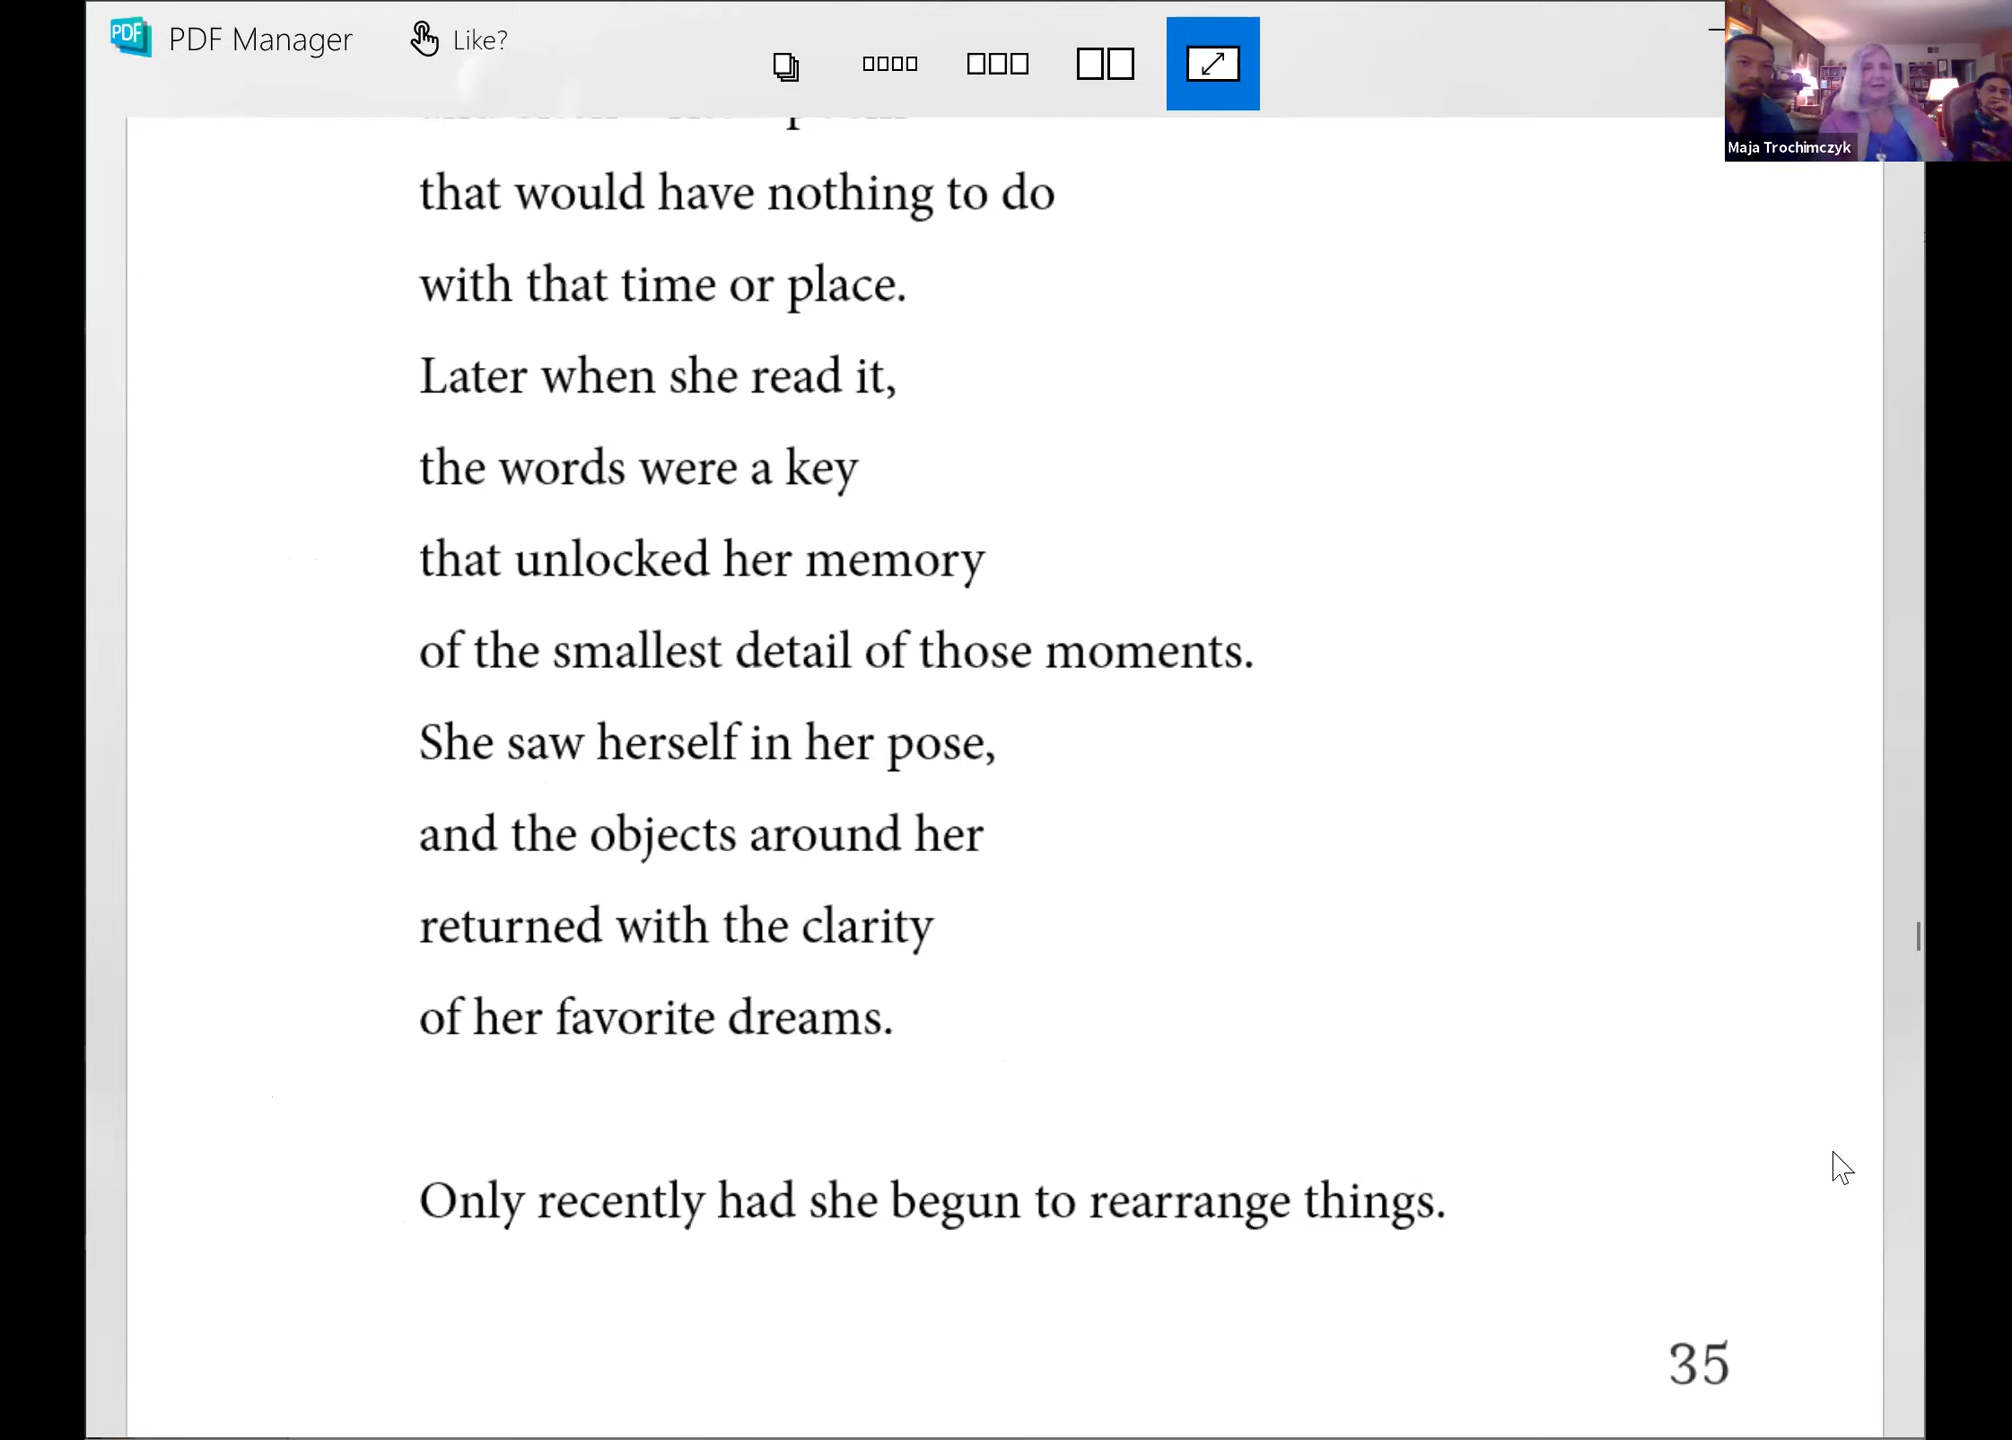 PDF
PDF Manager
Like?
Maja Trochimczyk
that would have nothing to do
with that time or place.
Later when she read it,
the words were a key
that unlocked her memory
of the smallest detail of those moments.
She saw herself in her pose,
and the objects around her
returned with the clarity
of her favorite dreams.
Only recently had she begun to rearrange things.
35